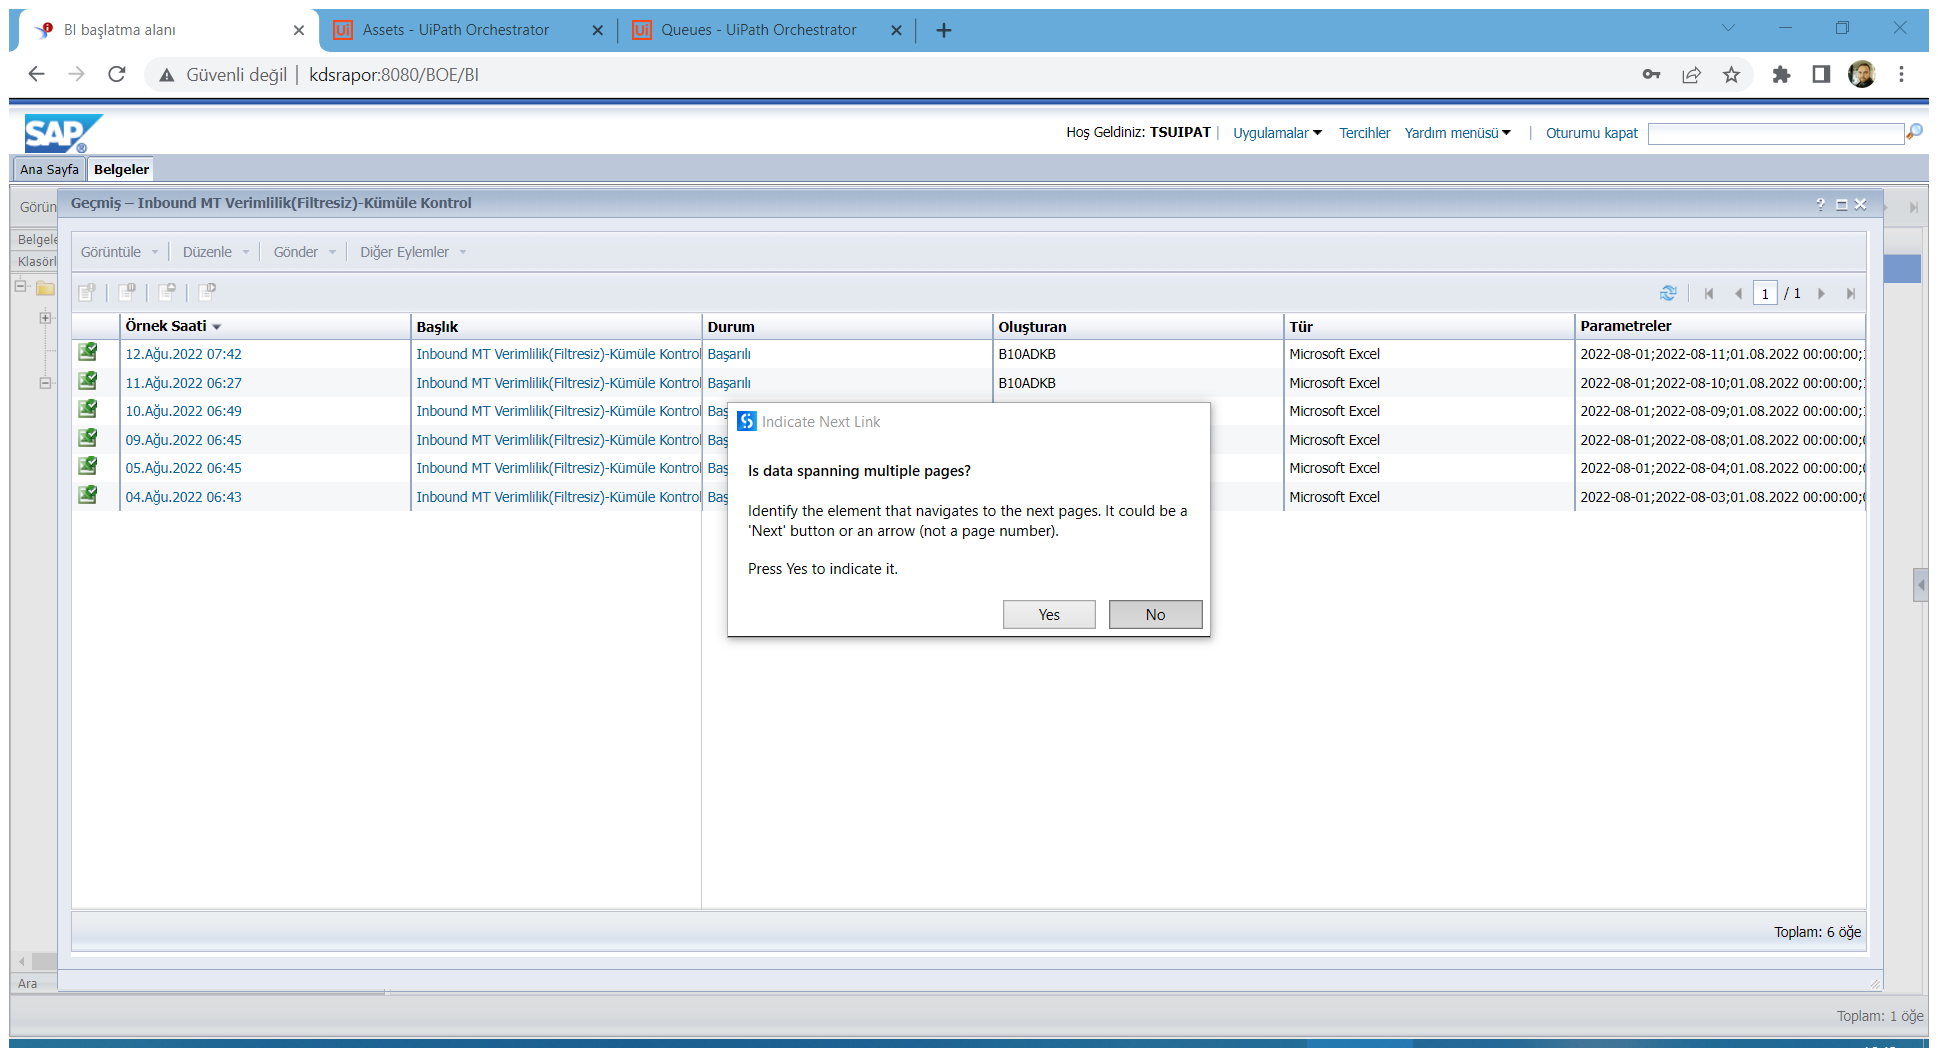 BI başlatma alanı
Assets - UiPath Orchestrator
Queues - UiPath Orchestrator
Güvenli değil | kdsrapor:8080/BOE/BI
SAP
Hoş Geldiniz: TSUIPAT | Uygulamalar Tercihler Yardım menüsü | Oturumu kapat
Ana Sayfa Belgeler
Görün
Geçmiş – Inbound MT Verimlilik(Filtresiz)-Kümüle Kontrol
Belgele
Klasörl
Görüntüle Düzenle Gönder Diğer Eylemler
1 / 1
Örnek Saati Başlık Durum Oluşturan Tür Parametreler
12.Ağu.2022 07:42 Inbound MT Verimlilik(Filtresiz)-Kümüle Kontrol Başarılı B10ADKB Microsoft Excel 2022-08-01;2022-08-11;01.08.2022 00:00:00;
11.Ağu.2022 06:27 Inbound MT Verimlilik(Filtresiz)-Kümüle Kontrol Başarılı B10ADKB Microsoft Excel 2022-08-01;2022-08-10;01.08.2022 00:00:00;
10.Ağu.2022 06:49 Inbound MT Verimlilik(Filtresiz)-Kümüle Kontrol Baş Microsoft Excel 2022-08-01;2022-08-09;01.08.2022 00:00:00;
09.Ağu.2022 06:45 Inbound MT Verimlilik(Filtresiz)-Kümüle Kontrol Baş Microsoft Excel 2022-08-01;2022-08-08;01.08.2022 00:00:00;
05.Ağu.2022 06:45 Inbound MT Verimlilik(Filtresiz)-Kümüle Kontrol Baş Microsoft Excel 2022-08-01;2022-08-04;01.08.2022 00:00:00;
04.Ağu.2022 06:43 Inbound MT Verimlilik(Filtresiz)-Kümüle Kontrol Baş Microsoft Excel 2022-08-01;2022-08-03;01.08.2022 00:00:00;
Indicate Next Link
Is data spanning multiple pages?
Identify the element that navigates to the next pages. It could be a
'Next' button or an arrow (not a page number).
Press Yes to indicate it.
Yes No
Toplam: 6 öğe
Ara
Toplam: 1 öğe